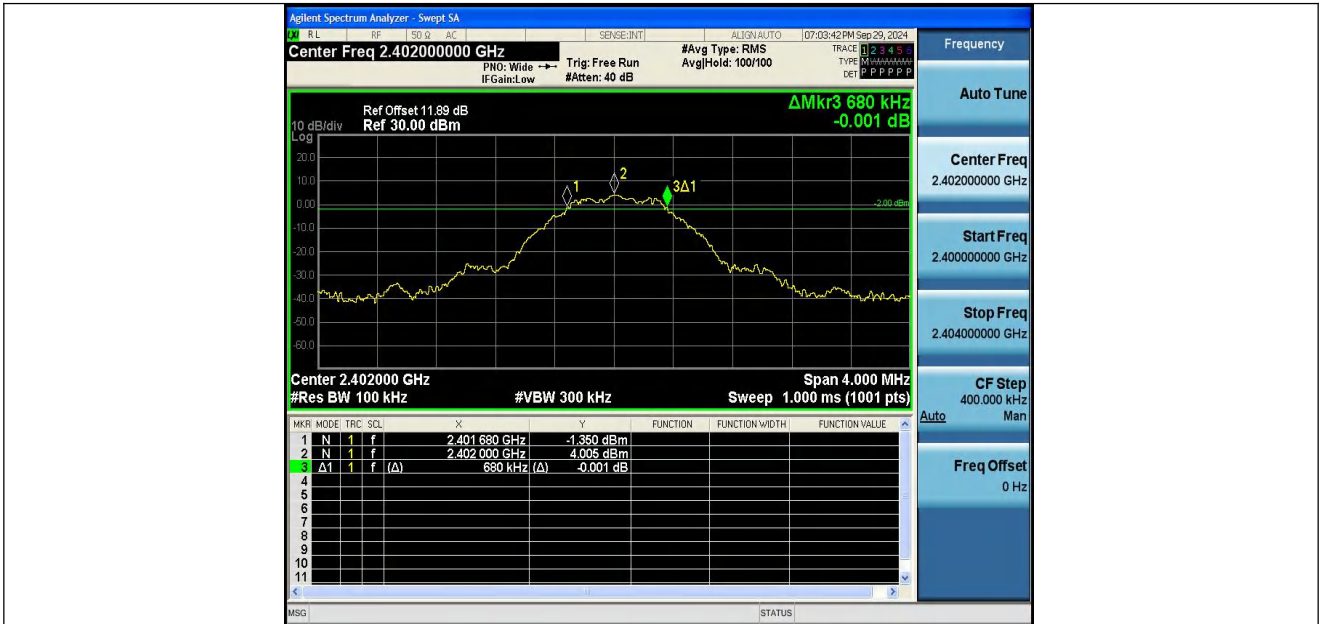 Agilent Spectrum Analyzer - Swept SA
LXI RL RF 50 Ω AC SENSE:INT ALIGN AUTO 07:03:42 PM Sep 29, 2024
Center Freq 2.402000000 GHz
PNO: Wide
IFGain:Low
Trig: Free Run
#Atten: 40 dB
#Avg Type: RMS
Avg|Hold: 100/100
TRACE 1 2 3 4 5 6
TYPE M
DET P P P P P P
Frequency
Auto Tune
Center Freq
2.402000000 GHz
Start Freq
2.400000000 GHz
Stop Freq
2.404000000 GHz
CF Step
400.000 kHz
Auto Man
Freq Offset
0 Hz
ΔMkr3 680 kHz
-0.001 dB
Ref Offset 11.89 dB
10 dB/div Ref 30.00 dBm
Log
20.0
10.0
0.00
-10.0
-20.0
-30.0
-40.0
-50.0
-60.0
1
2
3Δ1
-2.00 dBm
Center 2.402000 GHz Span 4.000 MHz
#Res BW 100 kHz #VBW 300 kHz Sweep 1.000 ms (1001 pts)
MKR MODE TRC SCL X Y FUNCTION FUNCTION WIDTH FUNCTION VALUE
1 N 1 f 2.401 680 GHz -1.350 dBm
2 N 1 f 2.402 000 GHz 4.005 dBm
3 Δ1 1 f (Δ) 680 kHz (Δ) -0.001 dB
4
5
6
7
8
9
10
11
MSG STATUS